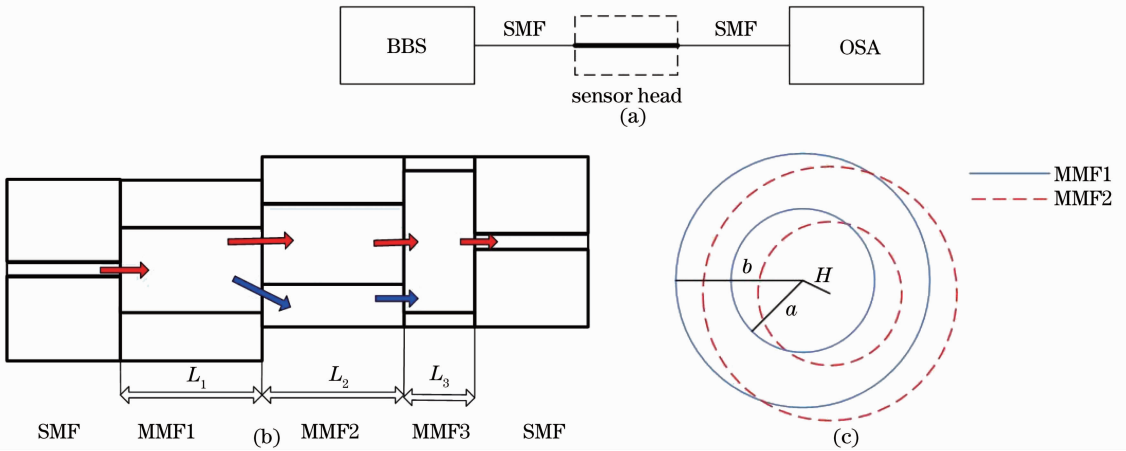 BBS
SMF
SMF
OSA
sensor head
(a)
L1
L2
L3
SMF
MMF1
(b)
MMF2
MMF3
SMF
MMF1
MMF2
b
H
a
(c)